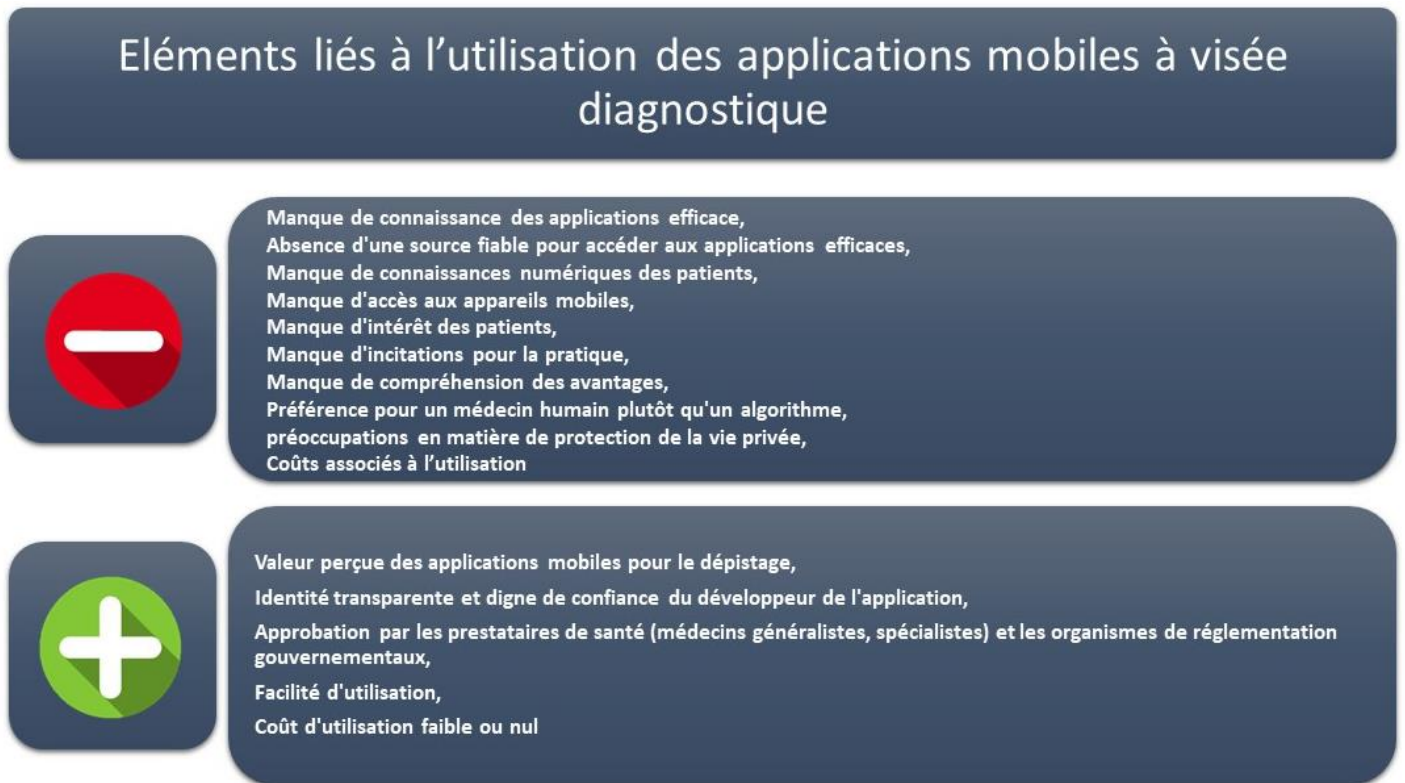 Eléments liés à l’utilisation des applications mobiles à visée
diagnostique
Manque de connaissance des applications efficace,
Absence d'une source fiable pour accéder aux applications efficaces,
Manque de connaissances numériques des patients,
Manque d'accès aux appareils mobiles,
Manque d'intérêt des patients,
Manque d'incitations pour la pratique,
Manque de compréhension des avantages,
Préférence pour un médecin humain plutôt qu'un algorithme,
préoccupations en matière de protection de la vie privée,
Coûts associés à l’utilisation
Valeur perçue des applications mobiles pour le dépistage,
Identité transparente et digne de confiance du développeur de l'application,
Approbation par les prestataires de santé (médecins généralistes, spécialistes) et les organismes de réglementation
gouvernementaux,
Facilité d'utilisation,
Coût d'utilisation faible ou nul